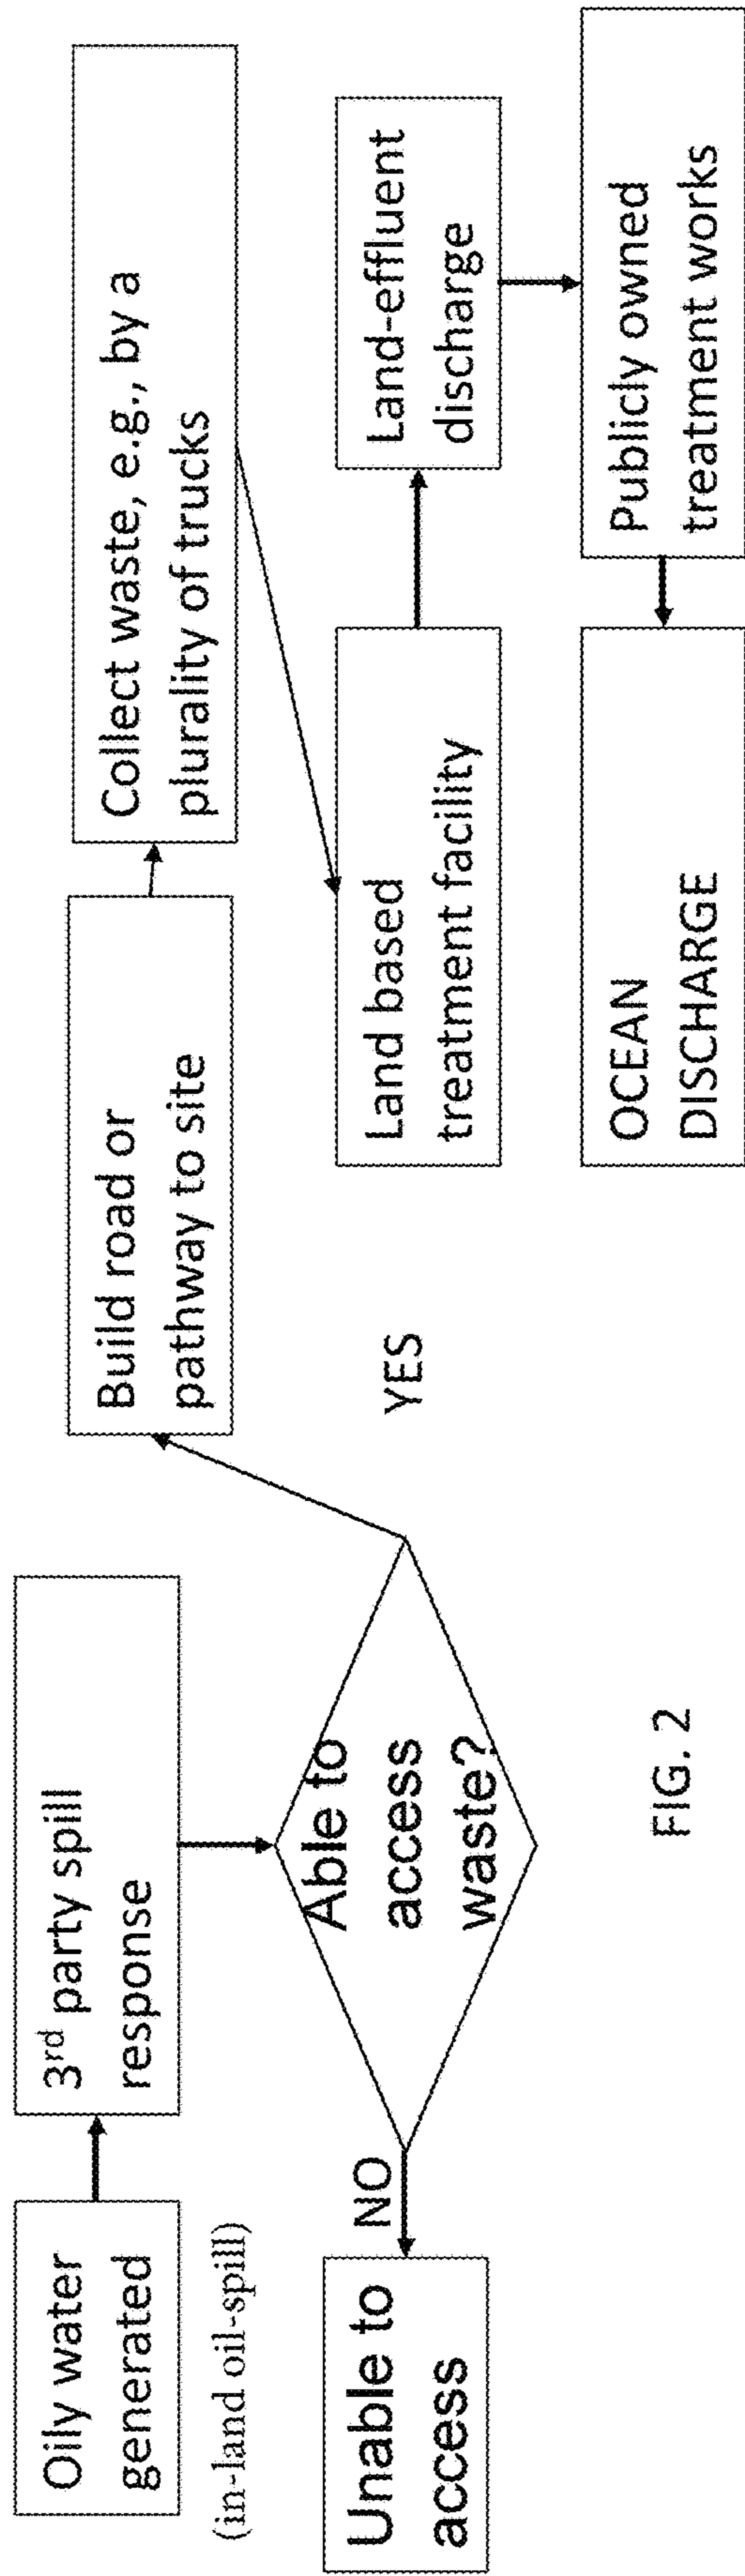 Oily water
generated
(in-land oil-spill)
3rd party spill
response
Able to
access
waste?
NO
Unable to
access
YES
Build road or
pathway to site
Collect waste, e.g., by a
plurality of trucks
Land based
treatment facility
Land-effluent
discharge
Publicly owned
treatment works
OCEAN
DISCHARGE
FIG. 2